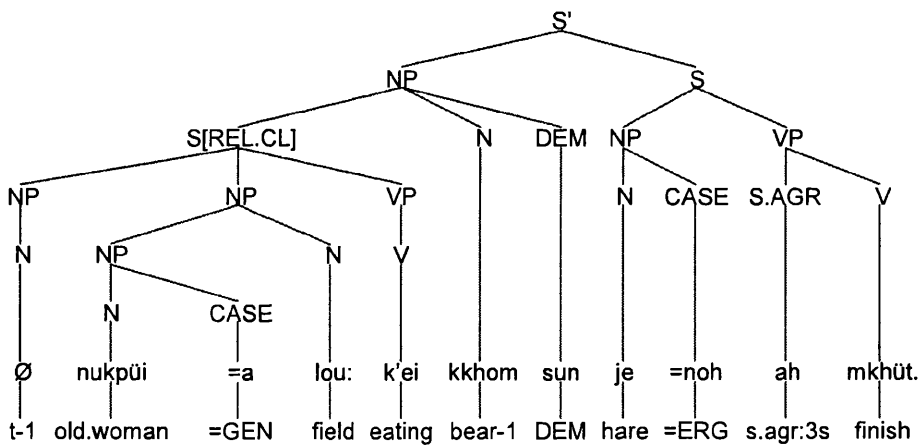 S'
NP S
S[REL.CL] N DEM NP VP
NP NP VP N CASE S.AGR V
N NP N V
N CASE
Ø nukpüi =a lou: k'ei kkhom sun je =noh ah mkhüt.
t-1 old.woman =GEN field eating bear-1 DEM hare =ERG s.agr:3s finish